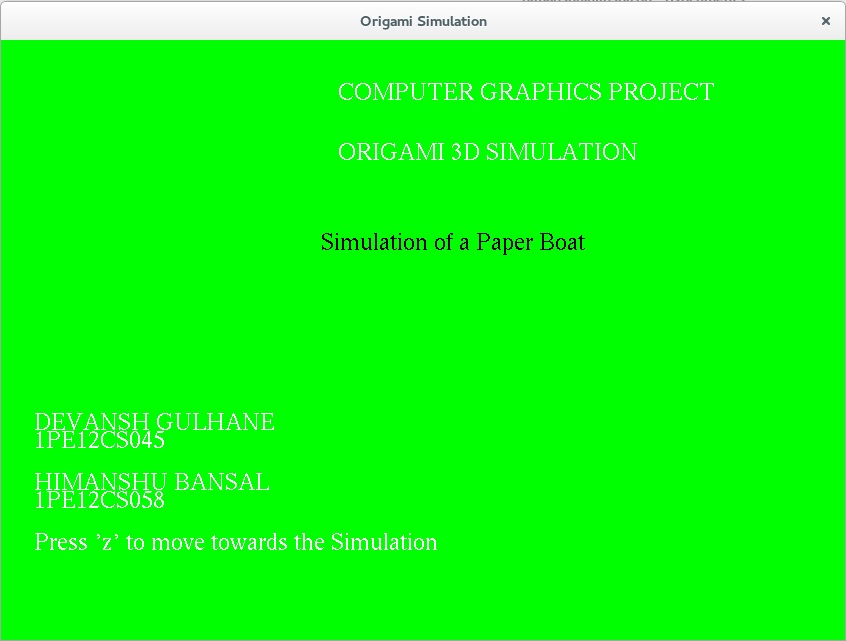 Origami Simulation
COMPUTER GRAPHICS PROJECT
ORIGAMI 3D SIMULATION
Simulation of a Paper Boat
DEVANSH GULHANE
1PE12CS045
HIMANSHU BANSAL
1PE12CS058
Press 'z' to move towards the Simulation